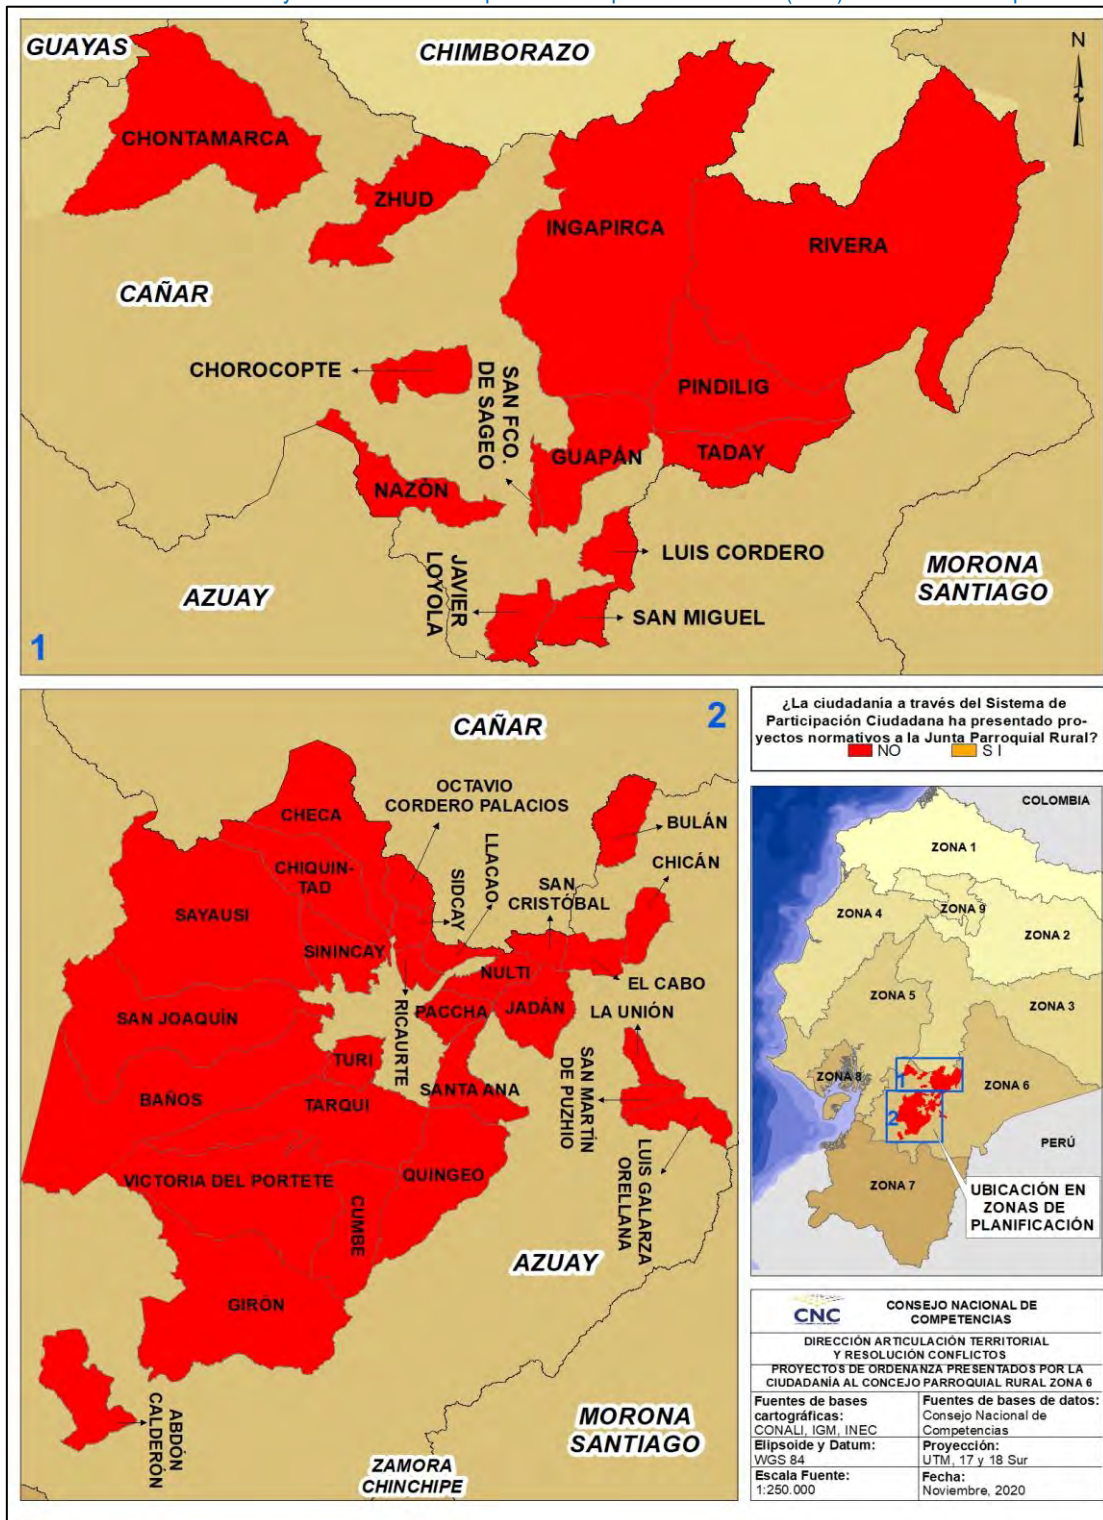 GUAYAS
CHIMBORAZO
N
CHONTAMARCA
ZHUD
INGAPIRCA
RIVERA
CAÑAR
CHOROCOPTE
SAN FCO.
DE SAGEO
PINDILIG
GUAPÁN
TADAY
NAZÓN
LUIS CORDERO
JAVIER
LOYOLA
MORONA
SANTIAGO
AZUAY
SAN MIGUEL
1
CAÑAR
2
OCTAVIO
CORDERO PALACIOS
CHECA
LLACAO
BULÁN
CHIQUIN-
TAD
SIDCAY
CHICÁN
SAN
CRISTÓBAL
SAYAUSI
SININCAY
NULTI
EL CABO
RICAURTE
PACCHA
JADÁN
LA UNIÓN
SAN JOAQUÍN
TURI
SANTA ANA
SAN MARTÍN
DE PUZHIO
BAÑOS
TARQUI
VICTORIA DEL PORTETE
QUINGEO
LUIS GALARZA
ORELLANA
CUMBE
AZUAY
GIRÓN
ABDÓN
CALDERÓN
MORONA
SANTIAGO
ZAMORA
CHINCHIPE
¿La ciudadanía a través del Sistema de
Participación Ciudadana ha presentado pro-
yectos normativos a la Junta Parroquial Rural?
NO SI
COLOMBIA
ZONA 1
ZONA 9
ZONA 4
ZONA 2
ZONA 5
ZONA 3
ZONA 8
1
ZONA 6
2
PERÚ
ZONA 7
UBICACIÓN EN
ZONAS DE
PLANIFICACIÓN
CNC
CONSEJO NACIONAL DE
COMPETENCIAS
DIRECCIÓN ARTICULACIÓN TERRITORIAL
Y RESOLUCIÓN CONFLICTOS
PROYECTOS DE ORDENANZA PRESENTADOS POR LA
CIUDADANÍA AL CONCEJO PARROQUIAL RURAL ZONA 6
Fuentes de bases
cartográficas:
CONALI, IGM, INEC
Fuentes de bases de datos:
Consejo Nacional de
Competencias
Elipsoide y Datum:
WGS 84
Proyección:
UTM, 17 y 18 Sur
Escala Fuente:
1:250.000
Fecha:
Noviembre, 2020